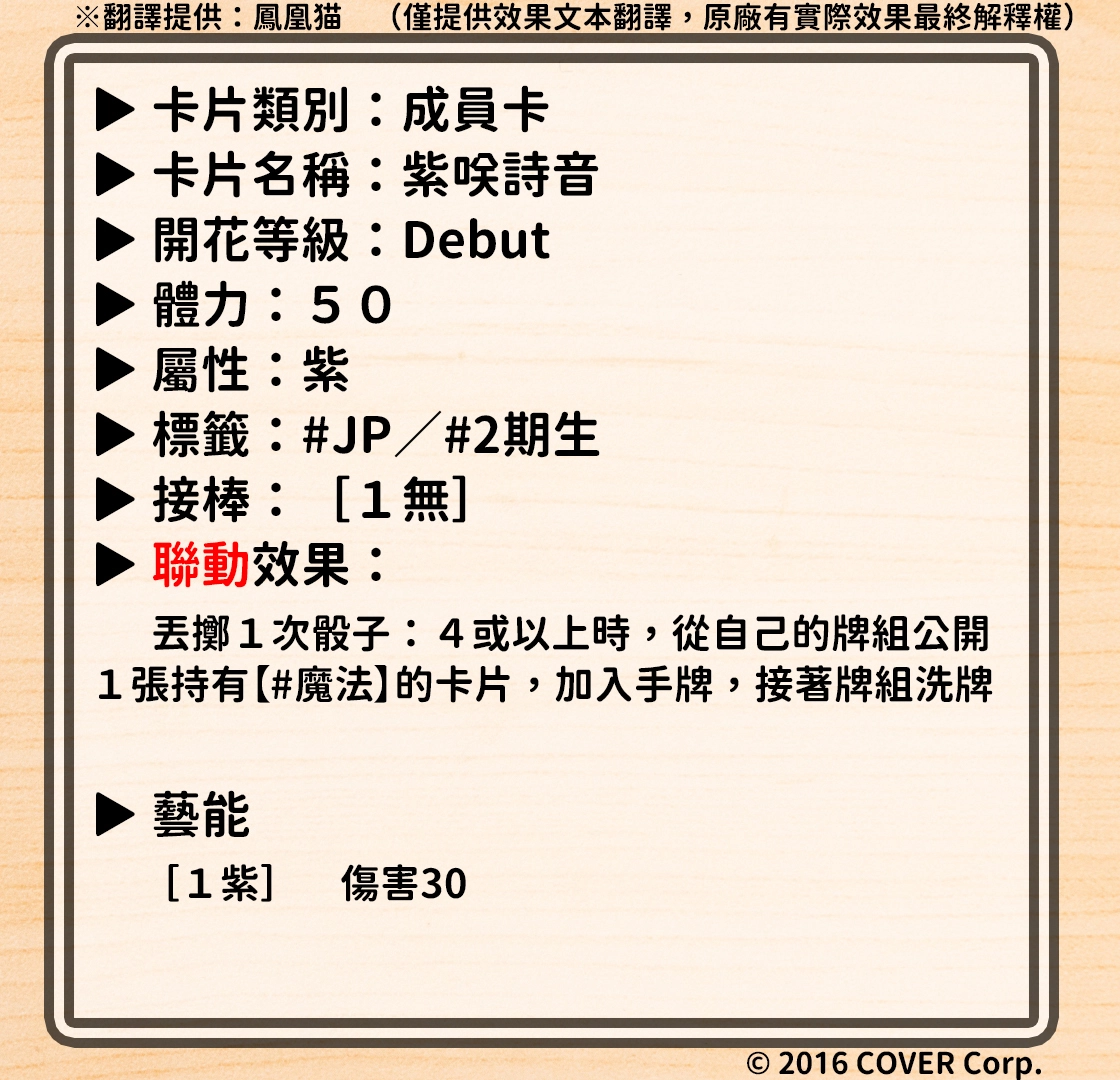 ※翻譯提供：鳳凰猫　（僅提供效果文本翻譯，原廠有實際效果最終解釋權）
▶ 卡片類別：成員卡
▶ 卡片名稱：紫咲詩音
▶ 開花等級：Debut
▶ 體力：５０
▶ 屬性：紫
▶ 標籤：#JP／#2期生
▶ 接棒：［１無］
▶ 聯動效果：
丟擲１次骰子：４或以上時，從自己的牌組公開
１張持有【#魔法】的卡片，加入手牌，接著牌組洗牌
▶ 藝能
［１紫］　傷害30
© 2016 COVER Corp.